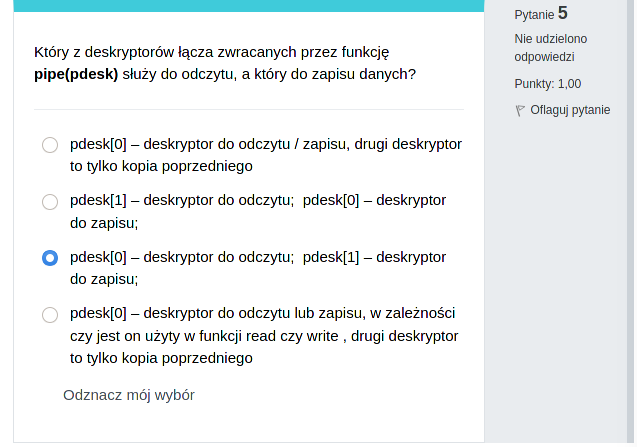 Który z deskryptorów łącza zwracanych przez funkcję
pipe(pdesk) służy do odczytu, a który do zapisu danych?
pdesk[0] – deskryptor do odczytu / zapisu, drugi deskryptor
to tylko kopia poprzedniego
pdesk[1] – deskryptor do odczytu;  pdesk[0] – deskryptor
do zapisu;
pdesk[0] – deskryptor do odczytu;  pdesk[1] – deskryptor
do zapisu;
pdesk[0] – deskryptor do odczytu lub zapisu, w zależności
czy jest on użyty w funkcji read czy write , drugi deskryptor
to tylko kopia poprzedniego
Odznacz mój wybór
Pytanie 5
Nie udzielono
odpowiedzi
Punkty: 1,00
Oflaguj pytanie